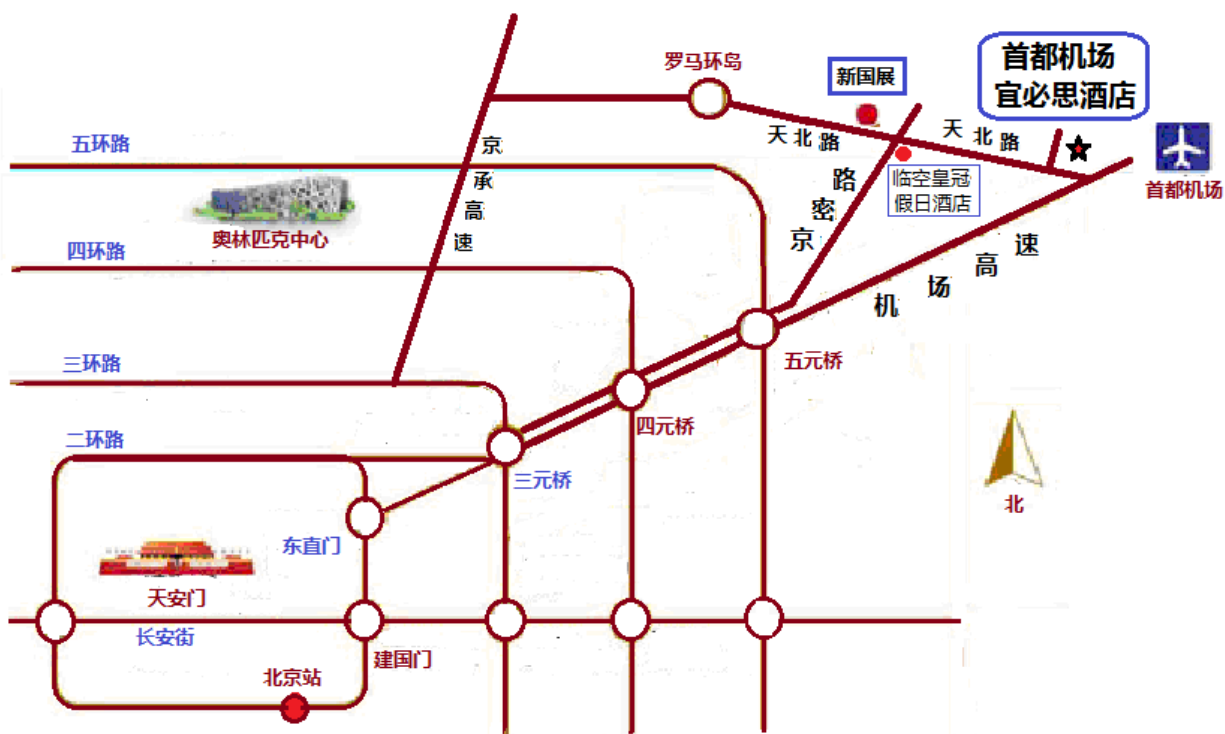 首都机场
宜必思酒店
罗马环岛
新国展
天北路
天北路
首都机场
临空皇冠
假日酒店
五环路
京承高速
京密路
奥林匹克中心
四环路
机场高速
三环路
五元桥
四元桥
二环路
三元桥
北
东直门
天安门
长安街
建国门
北京站